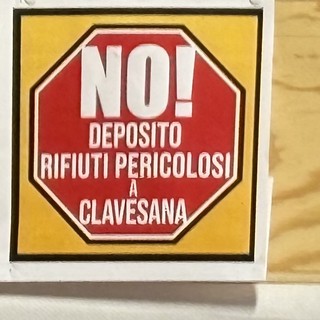 NO!
DEPOSITO
RIFIUTI PERICOLOSI
A
CLAVESANA